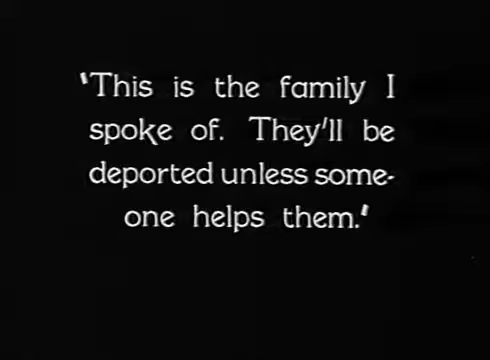 "This is the family I
spoke of. They'll be
deported unless some-
one helps them."